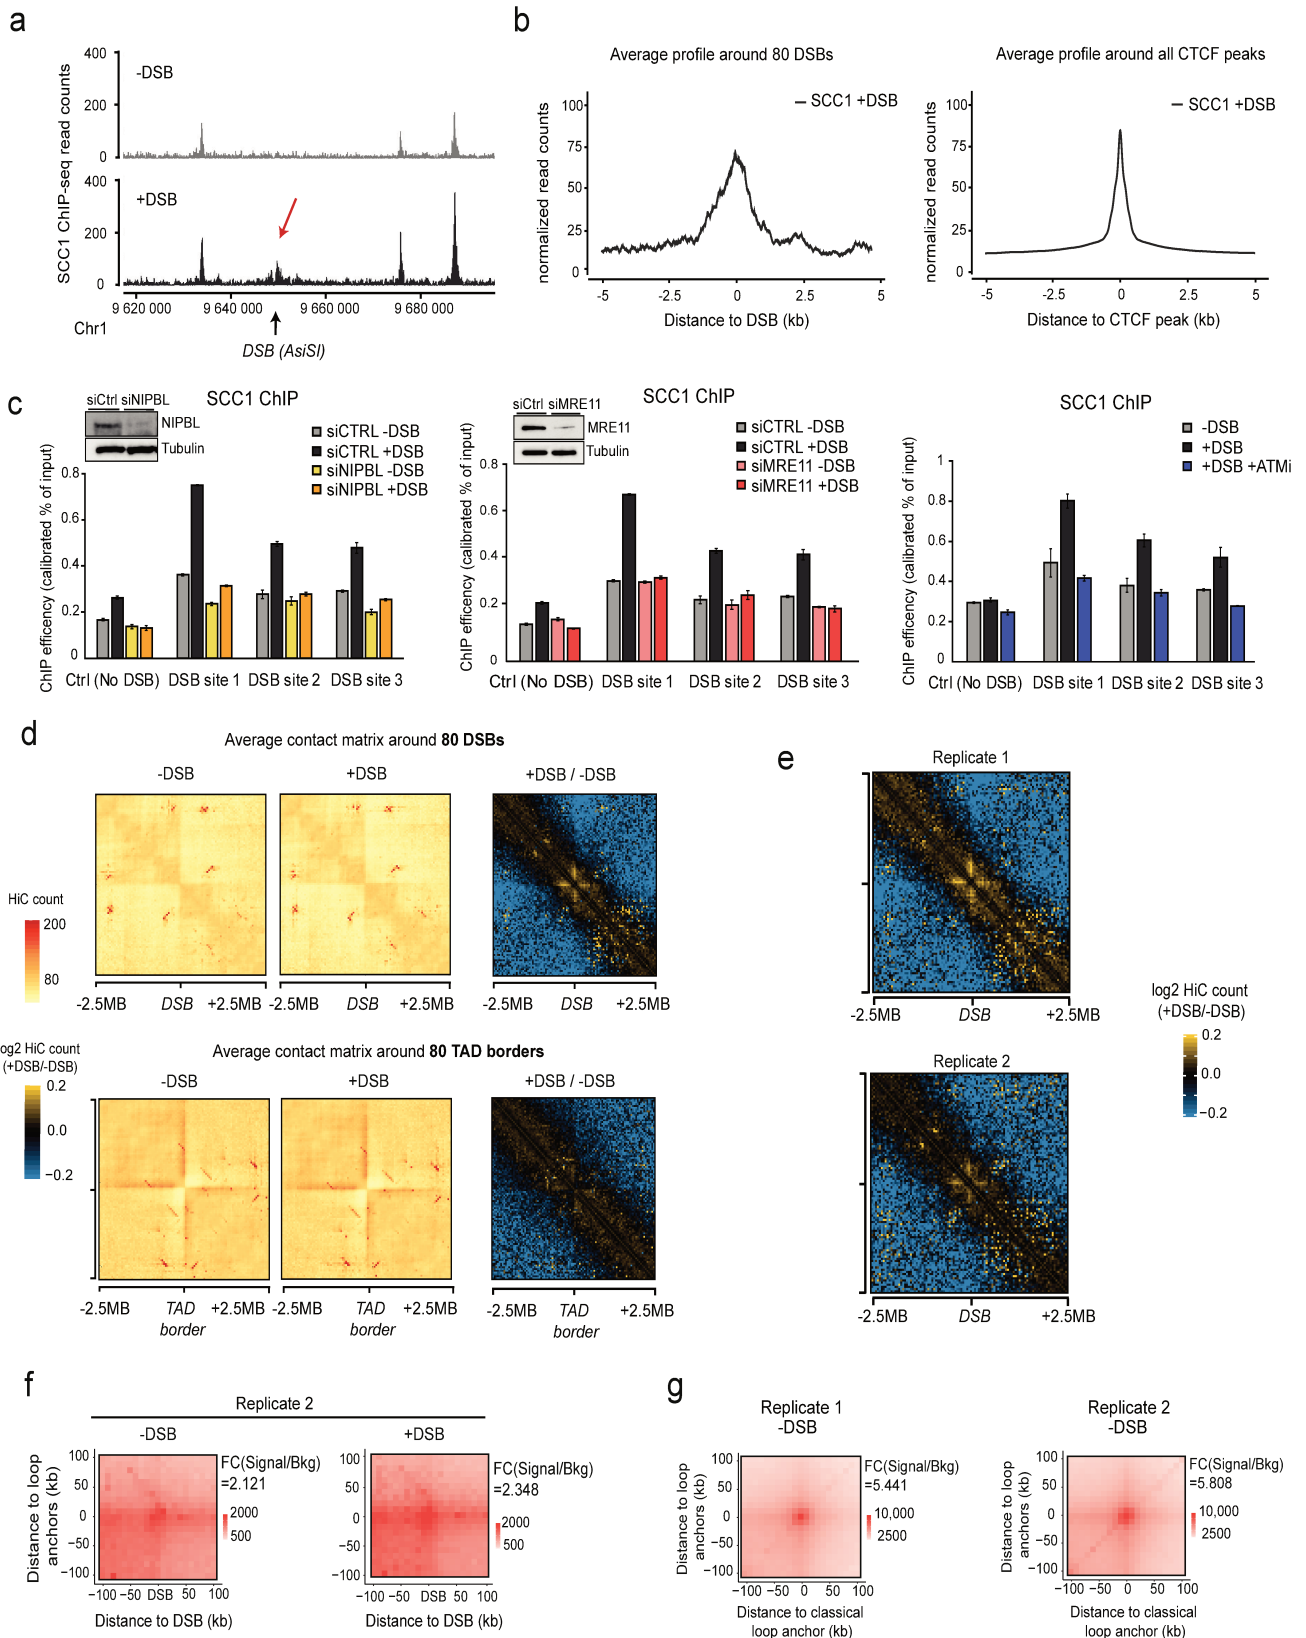 a
SCC1 ChIP-seq read counts
400
-DSB
200
0
400
+DSB
200
0
9 620 000 9 640 000 9 660 000 9 680 000
Chr1
DSB (AsiSI)
b
Average profile around 80 DSBs
normalized read counts
100
75
50
25
0
SCC1 +DSB
-5 -2.5 0 2.5 5
Distance to DSB (kb)
Average profile around all CTCF peaks
normalized read counts
100
75
50
25
0
SCC1 +DSB
-5 -2.5 0 2.5 5
Distance to CTCF peak (kb)
c
siCtrl siNIPBL
NIPBL
Tubulin
SCC1 ChIP
siCTRL -DSB
siCTRL +DSB
siNIPBL -DSB
siNIPBL +DSB
ChIP efficency (calibrated % of input)
0.8
0.6
0.4
0.2
0
Ctrl (No DSB) DSB site 1 DSB site 2 DSB site 3
siCtrl siMRE11
MRE11
Tubulin
SCC1 ChIP
siCTRL -DSB
siCTRL +DSB
siMRE11 -DSB
siMRE11 +DSB
ChIP efficency (calibrated % of input)
0.8
0.6
0.4
0.2
0
Ctrl (No DSB) DSB site 1 DSB site 2 DSB site 3
SCC1 ChIP
-DSB
+DSB
+DSB +ATMi
ChIP efficency (calibrated % of input)
1
0.8
0.6
0.4
0.2
0
Ctrl (No DSB) DSB site 1 DSB site 2 DSB site 3
d
Average contact matrix around 80 DSBs
-DSB +DSB +DSB / -DSB
HiC count
200
80
-2.5MB DSB +2.5MB
-2.5MB DSB +2.5MB
-2.5MB DSB +2.5MB
Average contact matrix around 80 TAD borders
-DSB +DSB +DSB / -DSB
og2 HiC count
(+DSB/-DSB)
0.2
0.0
−0.2
-2.5MB TAD border +2.5MB
-2.5MB TAD border +2.5MB
-2.5MB TAD border +2.5MB
e
Replicate 1
-2.5MB DSB +2.5MB
Replicate 2
-2.5MB DSB +2.5MB
log2 HiC count
(+DSB/-DSB)
0.2
0.0
−0.2
f
Replicate 2
-DSB
Distance to loop
anchors (kb)
100
50
0
−50
−100
FC(Signal/Bkg)
=2.121
2000
500
−100 −50 DSB 50 100
Distance to DSB (kb)
+DSB
100
50
0
−50
−100
FC(Signal/Bkg)
=2.348
2000
500
−100 −50 DSB 50 100
Distance to DSB (kb)
g
Replicate 1
-DSB
Distance to loop
anchors (kb)
100
50
0
−50
−100
FC(Signal/Bkg)
=5.441
10,000
2500
−100 −50 0 50 100
Distance to classical
loop anchor (kb)
Replicate 2
-DSB
Distance to loop
anchors (kb)
100
50
0
−50
−100
FC(Signal/Bkg)
=5.808
10,000
2500
−100 −50 0 50 100
Distance to classical
loop anchor (kb)